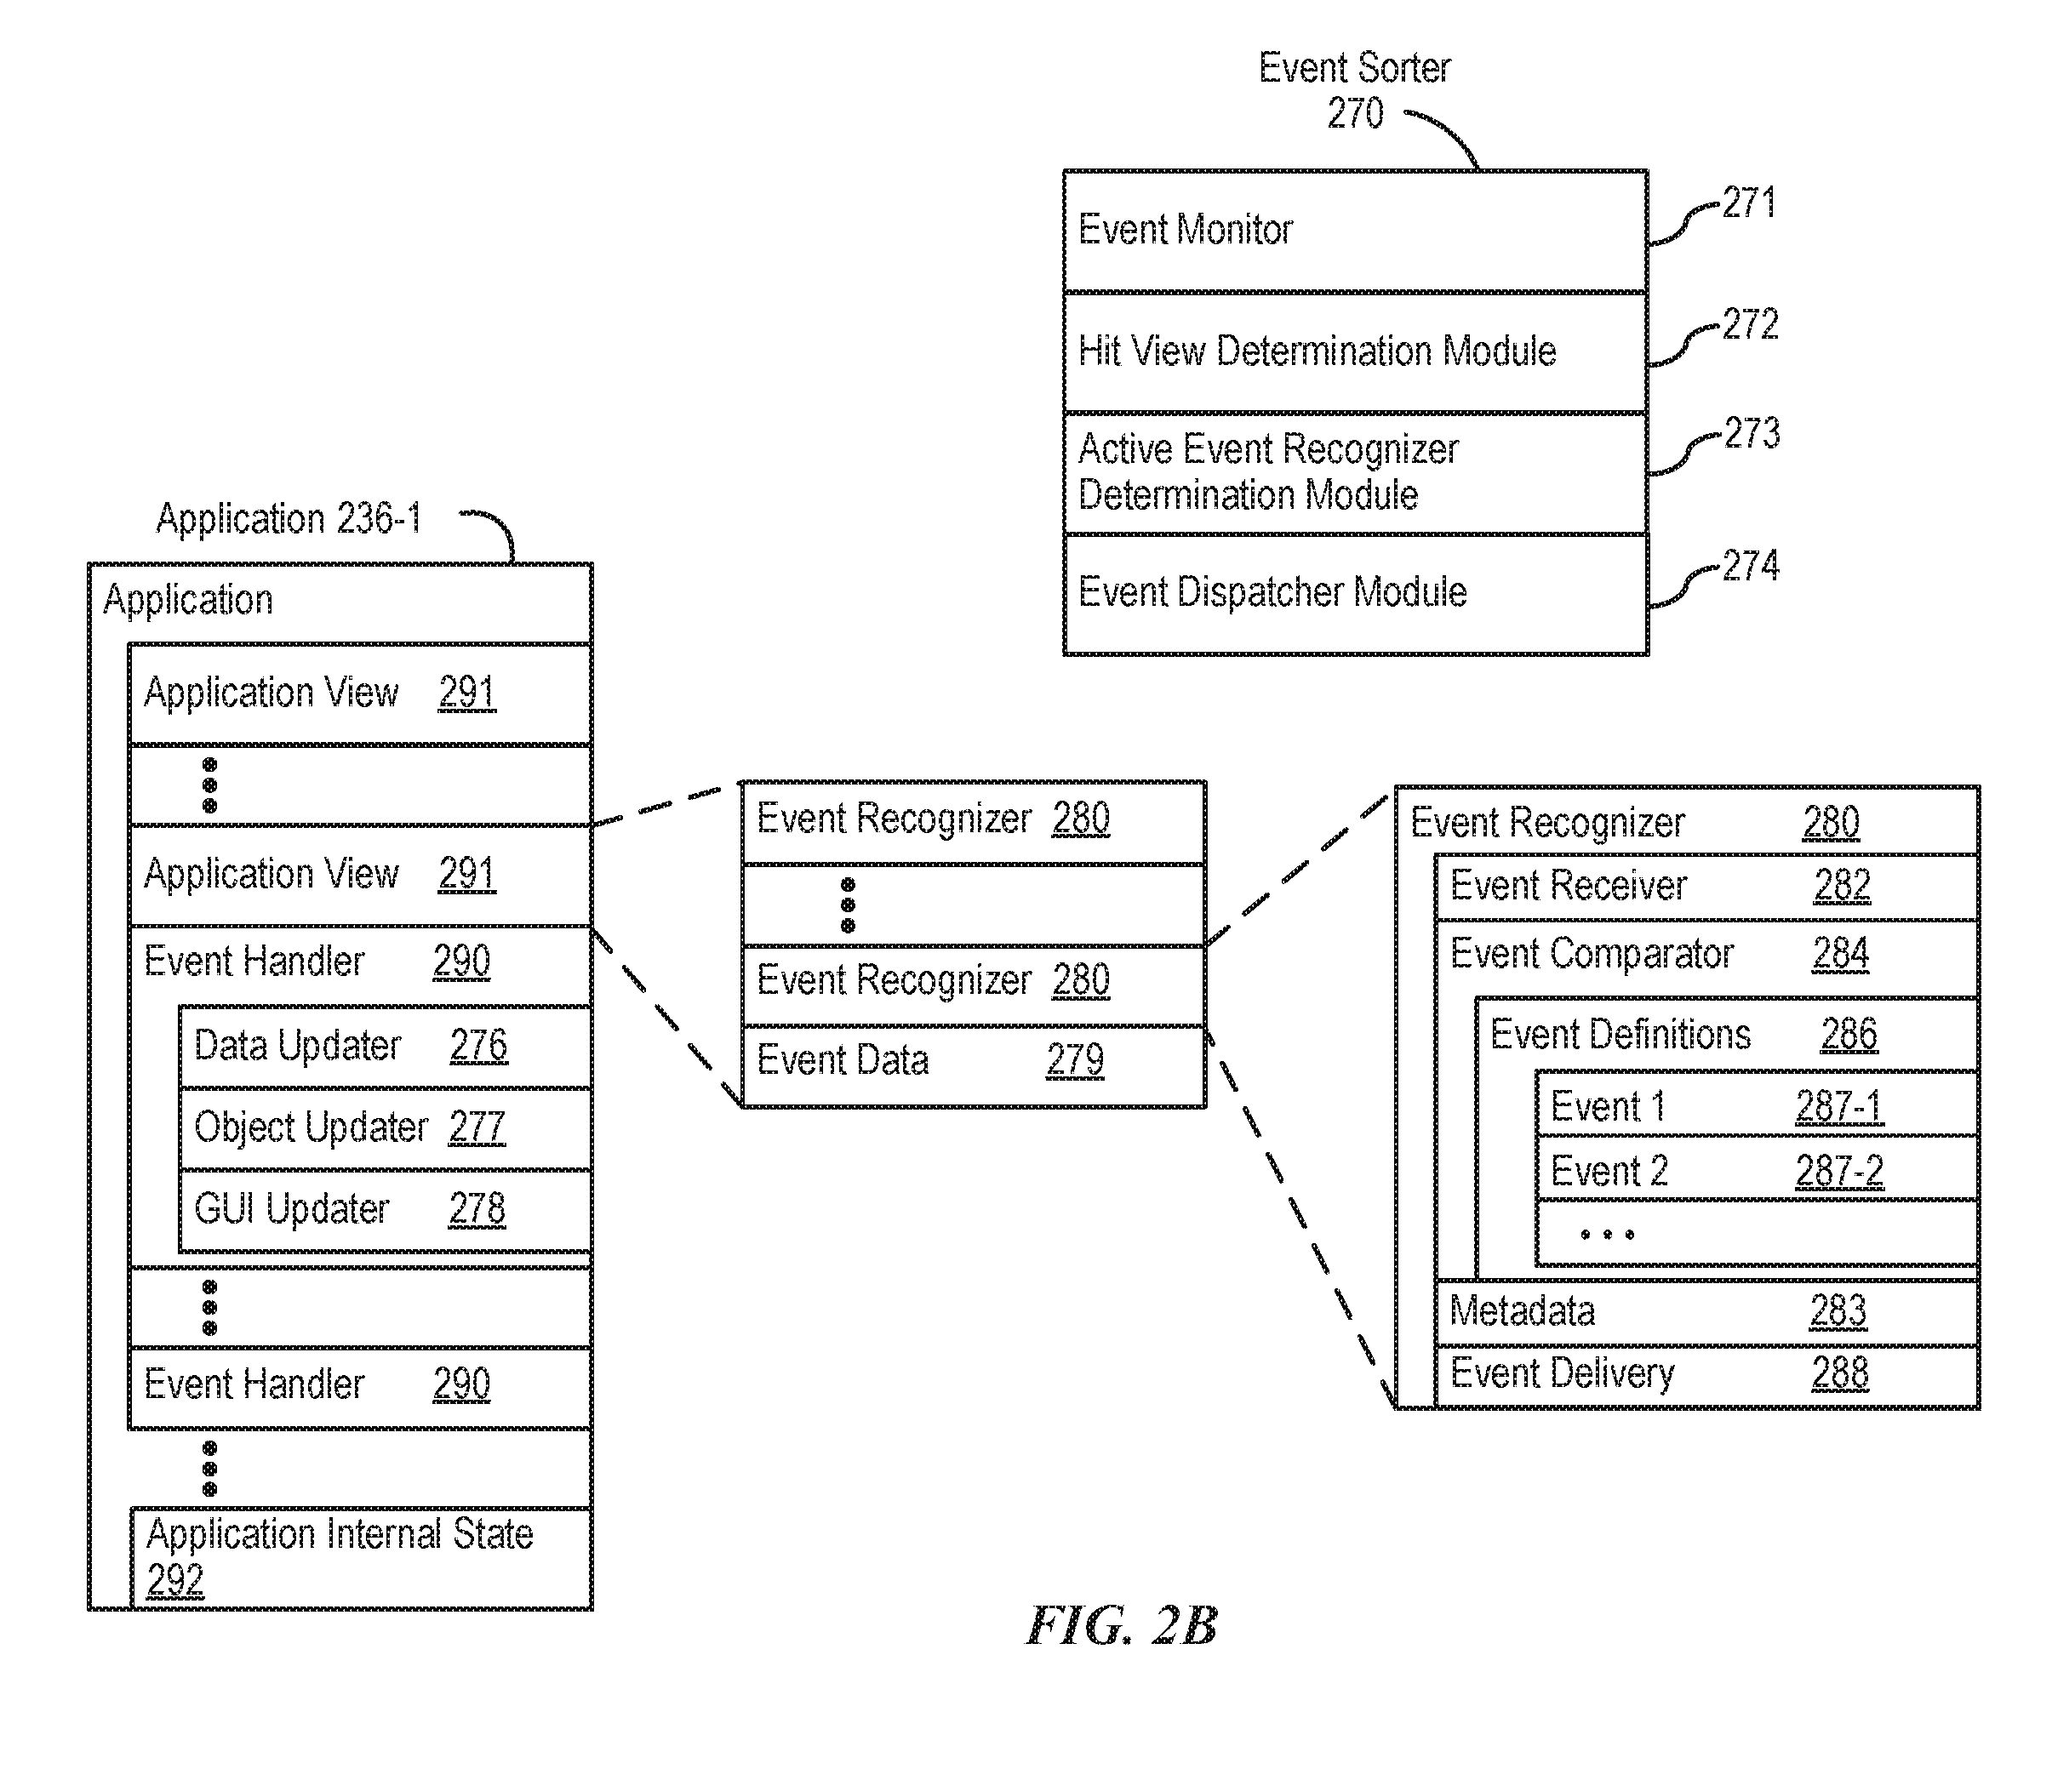 Event Sorter
270
Event Monitor
271
Hit View Determination Module
272
Active Event Recognizer
Determination Module
273
Event Dispatcher Module
274
Application 236-1
Application
Application View 291
Application View 291
Event Handler 290
Data Updater 276
Object Updater 277
GUI Updater 278
Event Handler 290
Application Internal State
292
Event Recognizer 280
Event Recognizer 280
Event Data 279
Event Recognizer 280
Event Receiver 282
Event Comparator 284
Event Definitions 286
Event 1 287-1
Event 2 287-2
. . .
Metadata 283
Event Delivery 288
FIG. 2B